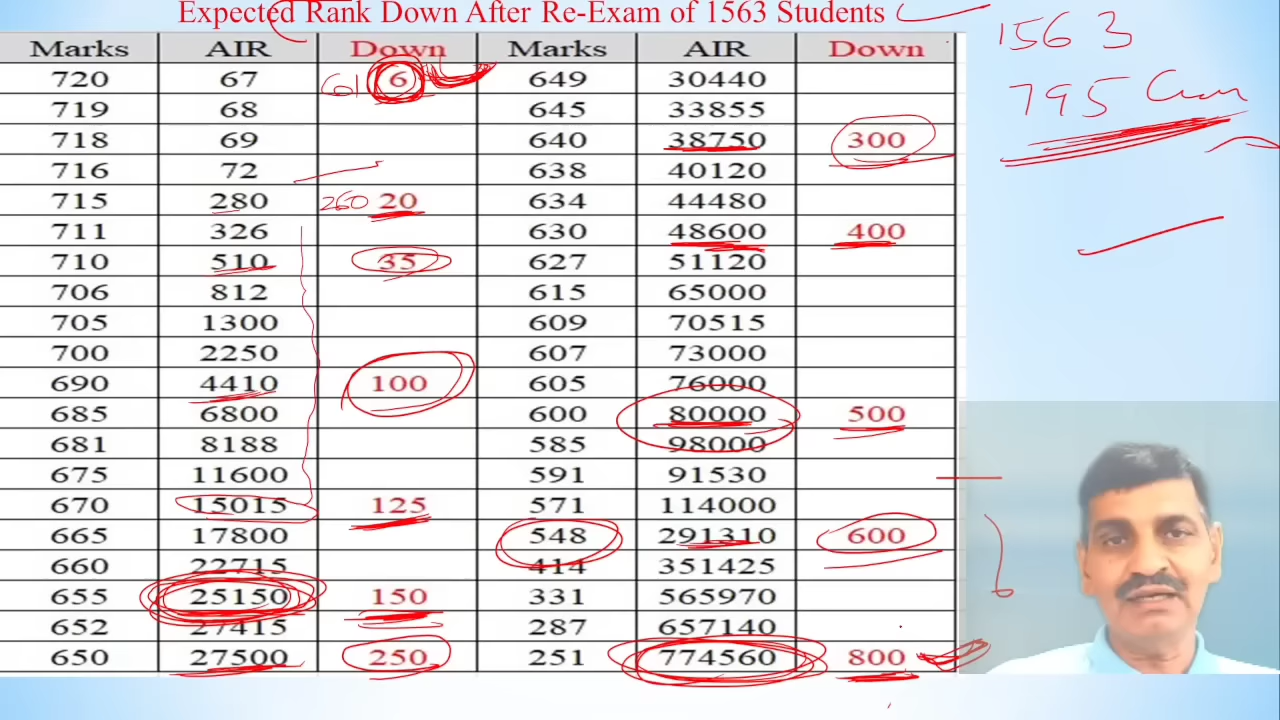 Expected Rank Down After Re-Exam of 1563 Students
1563
795
Marks AIR Down Marks AIR Down
720 67 601 6 649 30440
719 68 645 33855
718 69 640 38750 300
716 72 638 40120
715 280 260 20 634 44480
711 326 630 48600 400
710 510 35 627 51120
706 812 615 65000
705 1300 609 70515
700 2250 607 73000
690 4410 100 605 76000
685 6800 600 80000 500
681 8188 585 98000
675 11600 591 91530
670 15015 125 571 114000
665 17800 548 291310 600
660 22715 414 351425
655 25150 150 331 565970
652 27415 287 657140
650 27500 250 251 774560 800